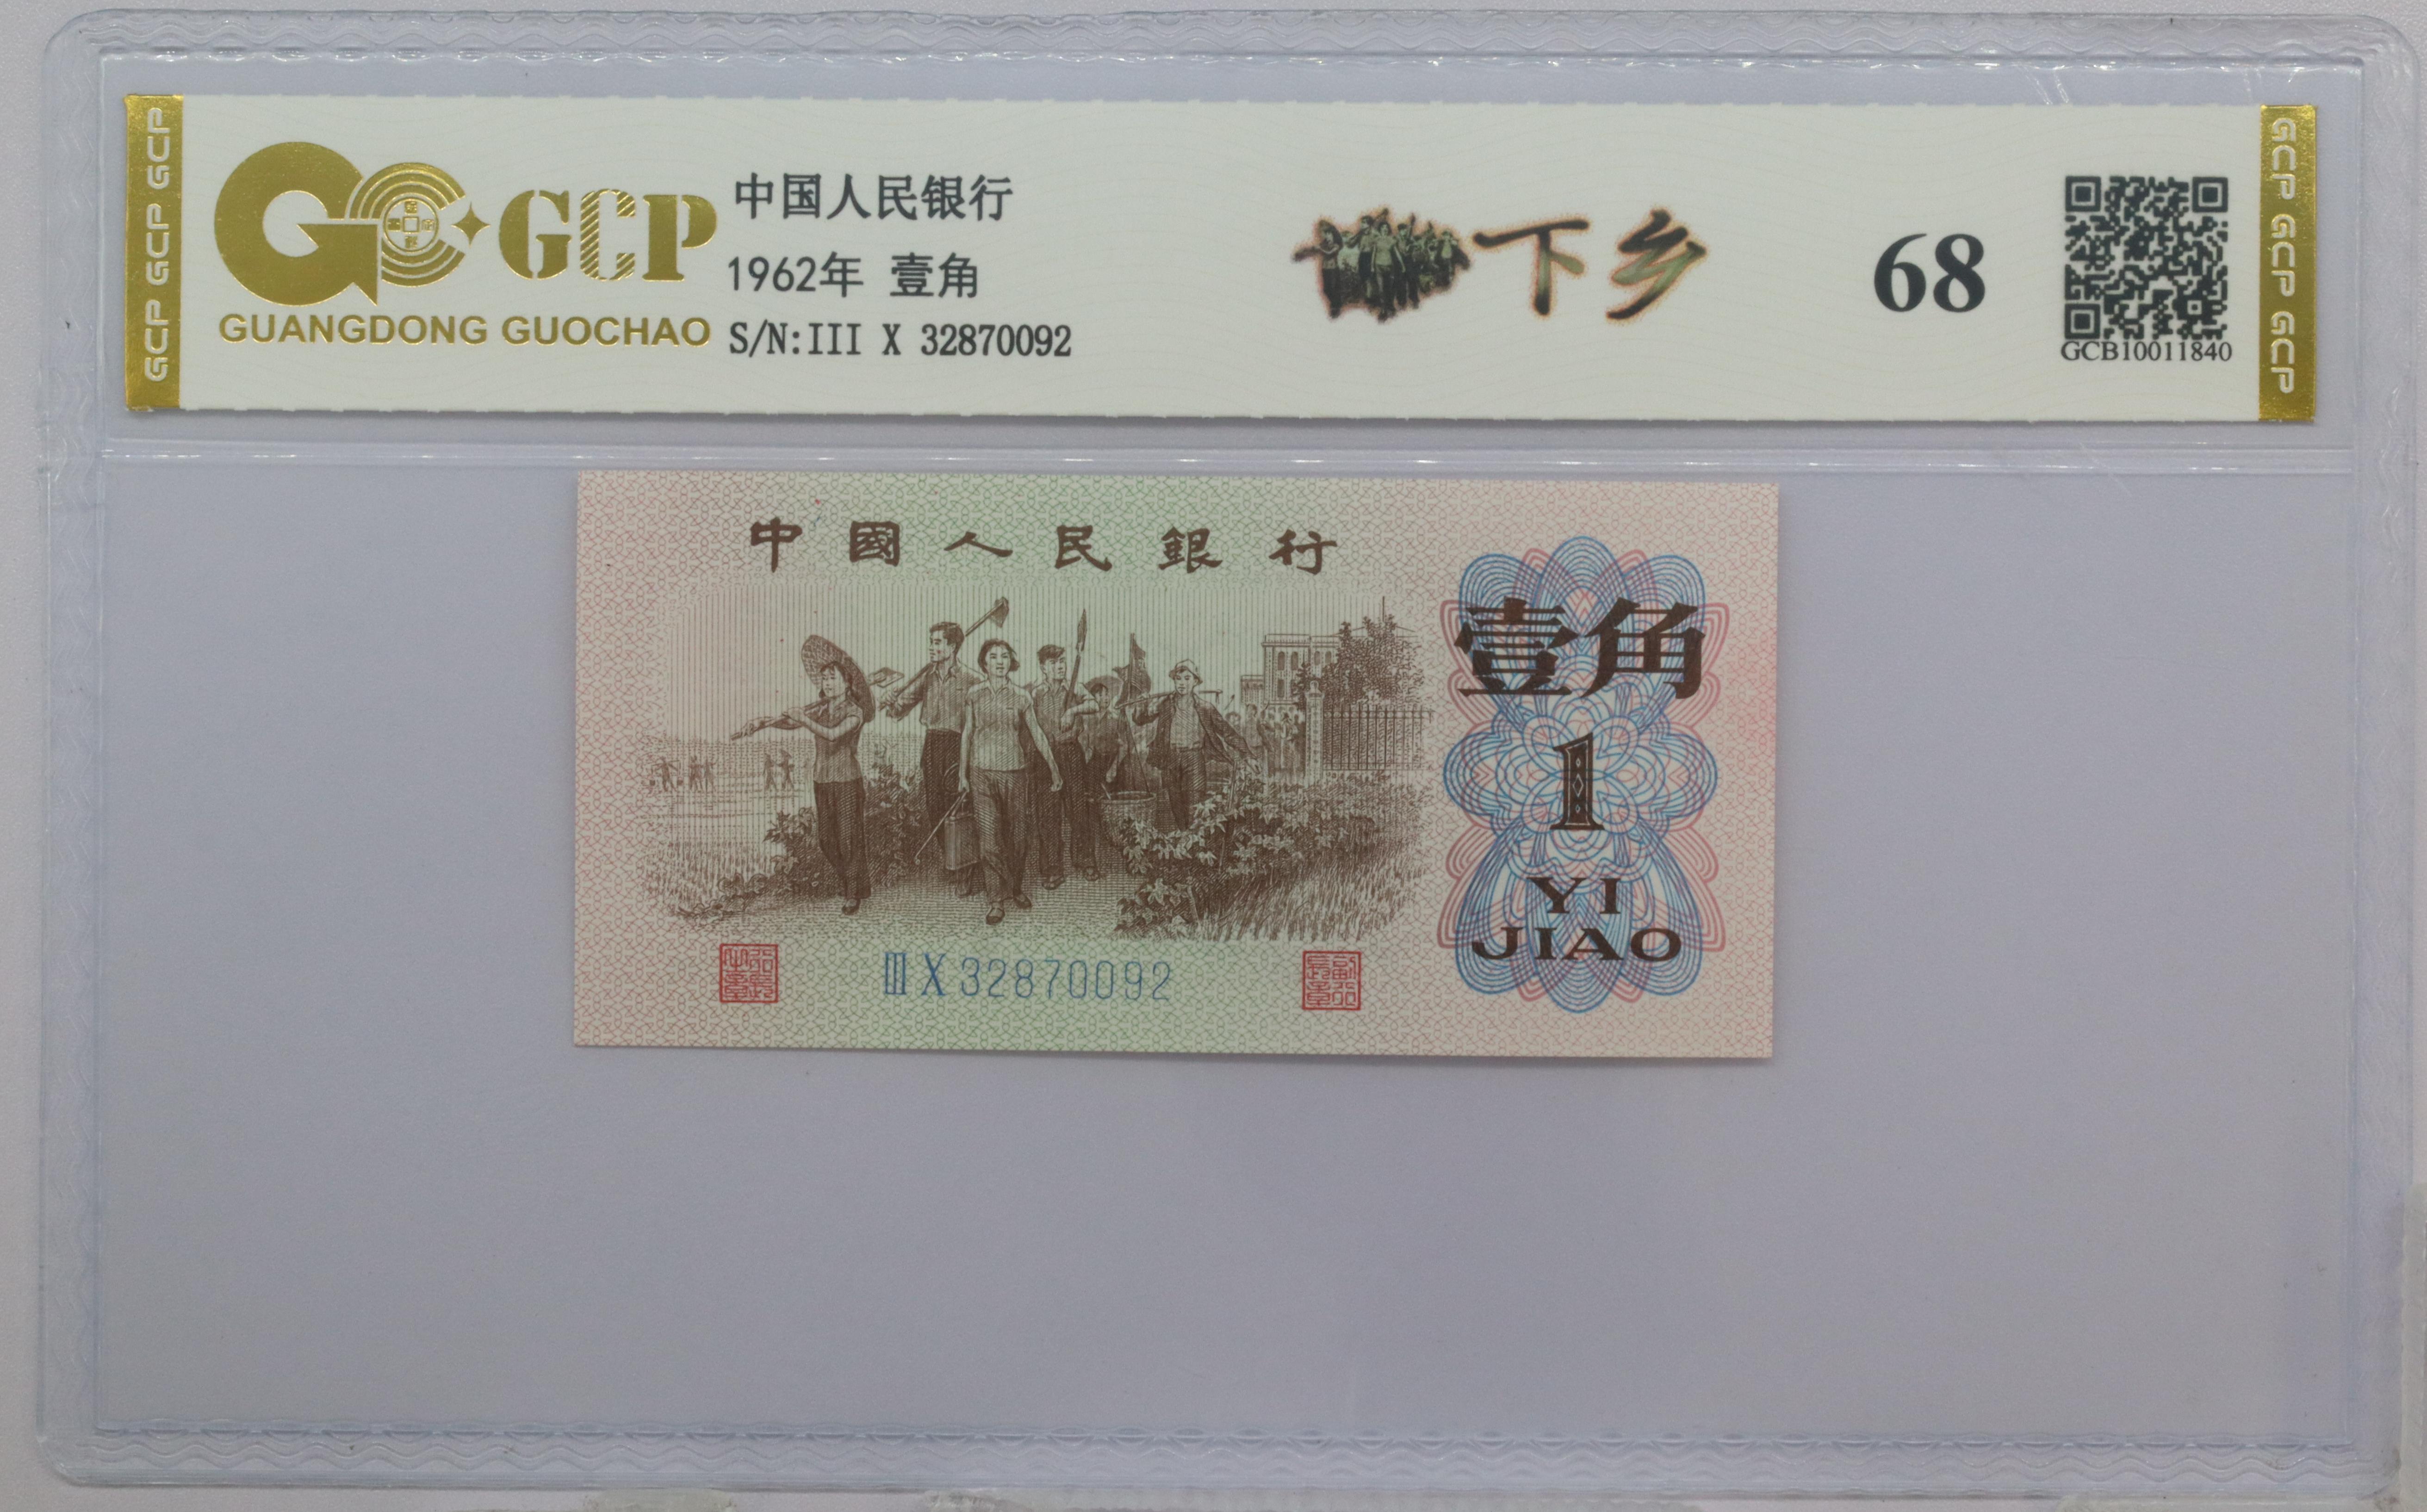 GCP GCP GCP
GCP
GUANGDONG GUOCHAO
中国人民银行
1962年 壹角
S/N:III X 32870092
下乡
68
GCB10011840
GCP GCP GCP
中國人民銀行
壹角
1
YI
JIAO
III X 32870092